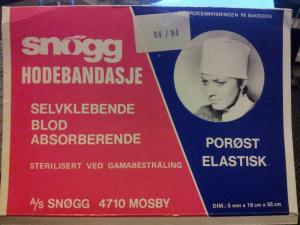 BRUKSANVISNINGEN PÅ BAKSIDEN
06/84
snøgg
HODEBANDASJE
SELVKLEBENDE
BLOD
ABSORBERENDE
STERILISERT VED GAMABESTRÅLING
A/S SNØGG 4710 MOSBY
PORØST
ELASTISK
DIM.: 5 mm x 10 cm x 55 cm